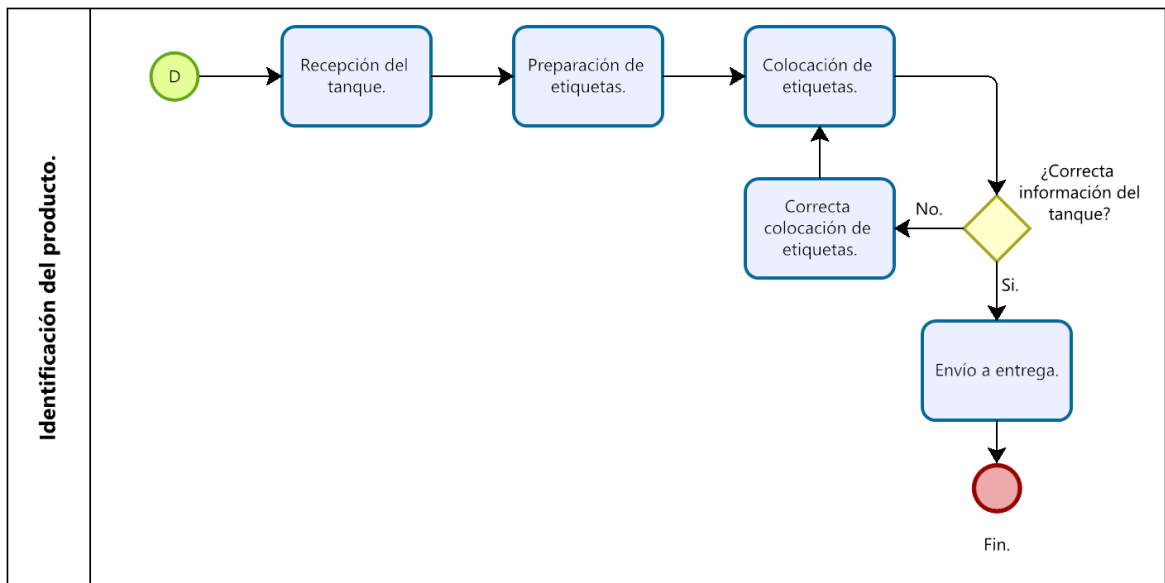 Identificación del producto.
D
Recepción del
tanque.
Preparación de
etiquetas.
Colocación de
etiquetas.
¿Correcta
información del
tanque?
No.
Correcta
colocación de
etiquetas.
Si.
Envío a entrega.
Fin.